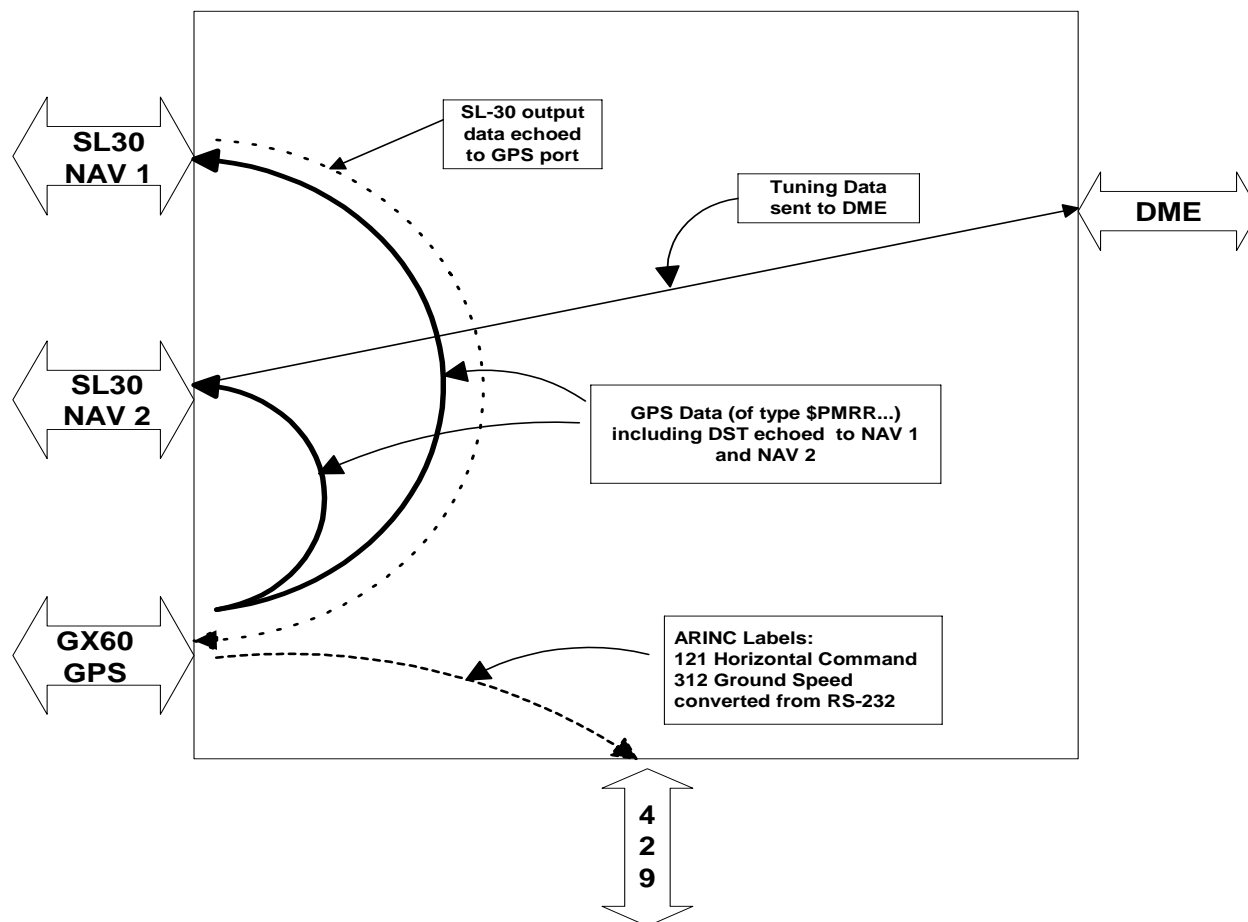 SL30
NAV 1
SL-30 output
data echoed
to GPS port
Tuning Data
sent to DME
DME
SL30
NAV 2
GPS Data (of type $PMRR...)
including DST echoed to NAV 1
and NAV 2
GX60
GPS
ARINC Labels:
121 Horizontal Command
312 Ground Speed
converted from RS-232
4
2
9